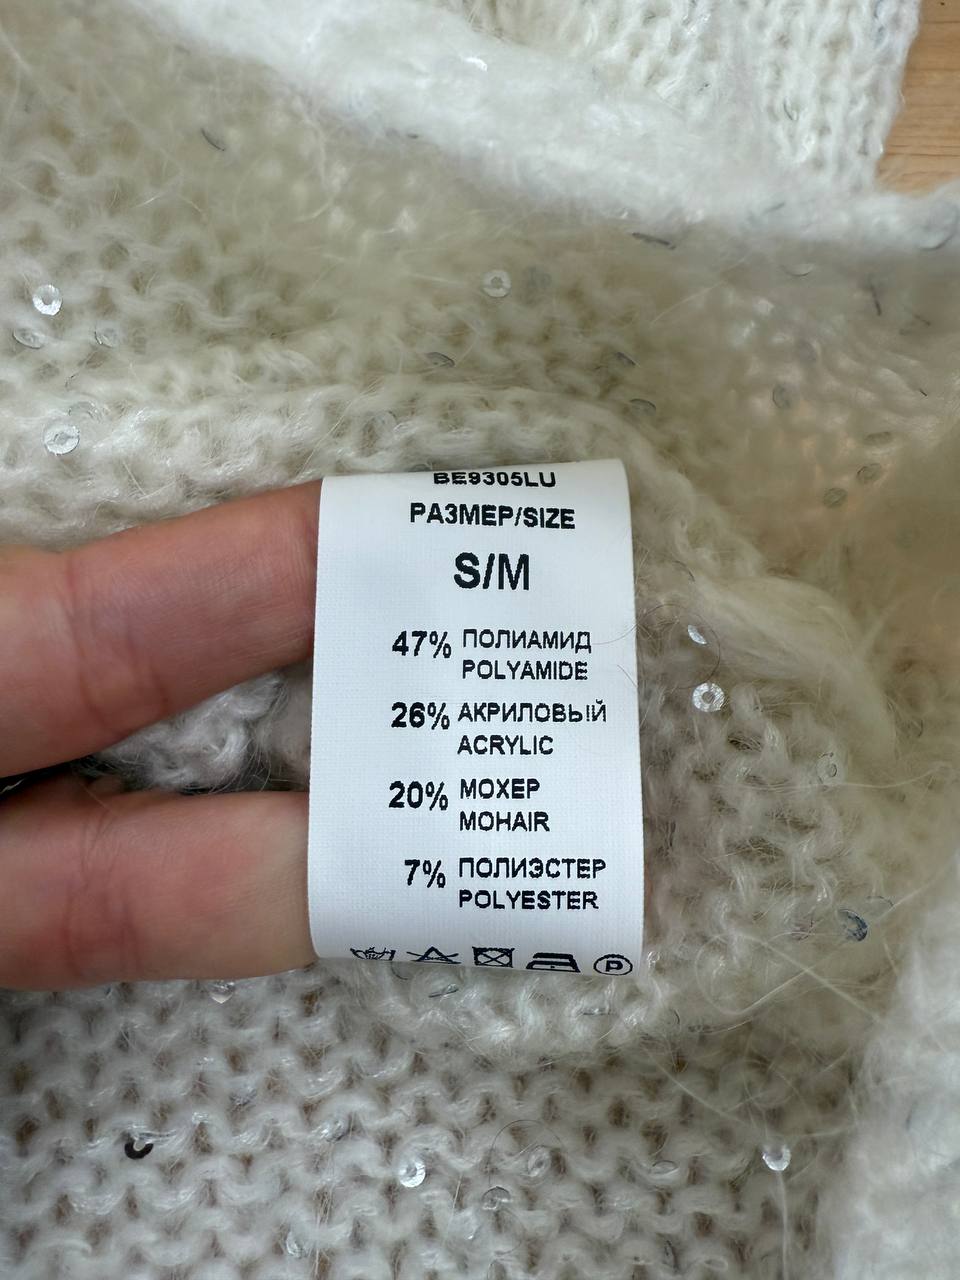 BE9305LU
РАЗМЕР/SIZE
S/M
47% ПОЛИАМИД
POLYAMIDE
26% АКРИЛОВЫЙ
ACRYLIC
20% МОХЕР
MOHAIR
7% ПОЛИЭСТЕР
POLYESTER
P